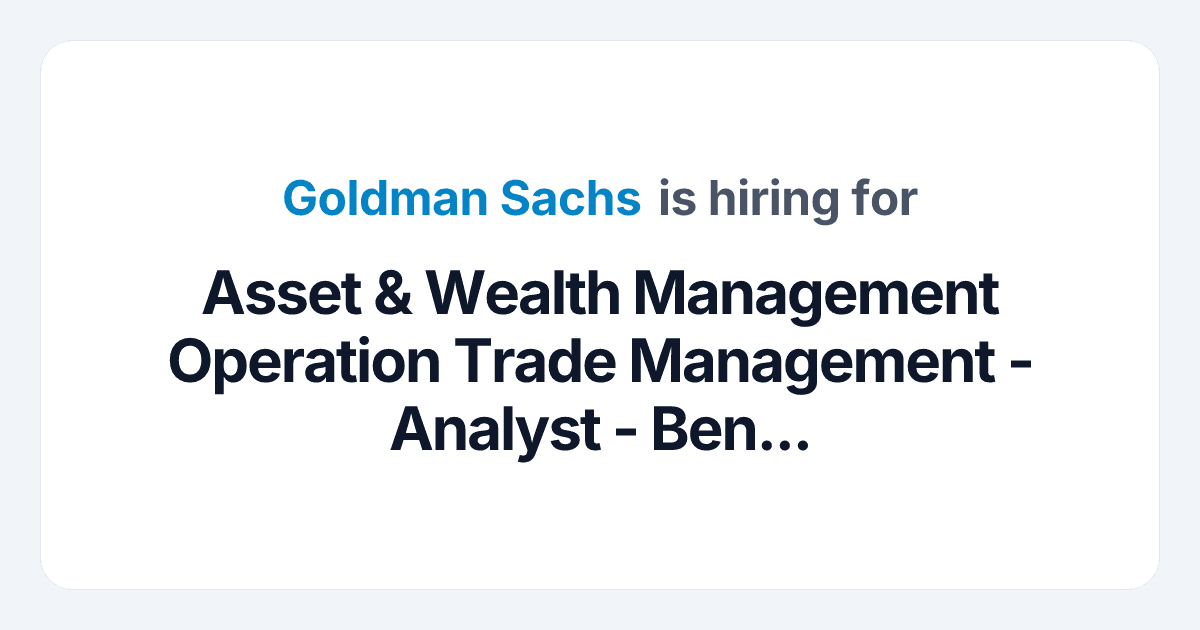 Goldman Sachs is hiring for
Asset & Wealth Management
Operation Trade Management -
Analyst - Ben...